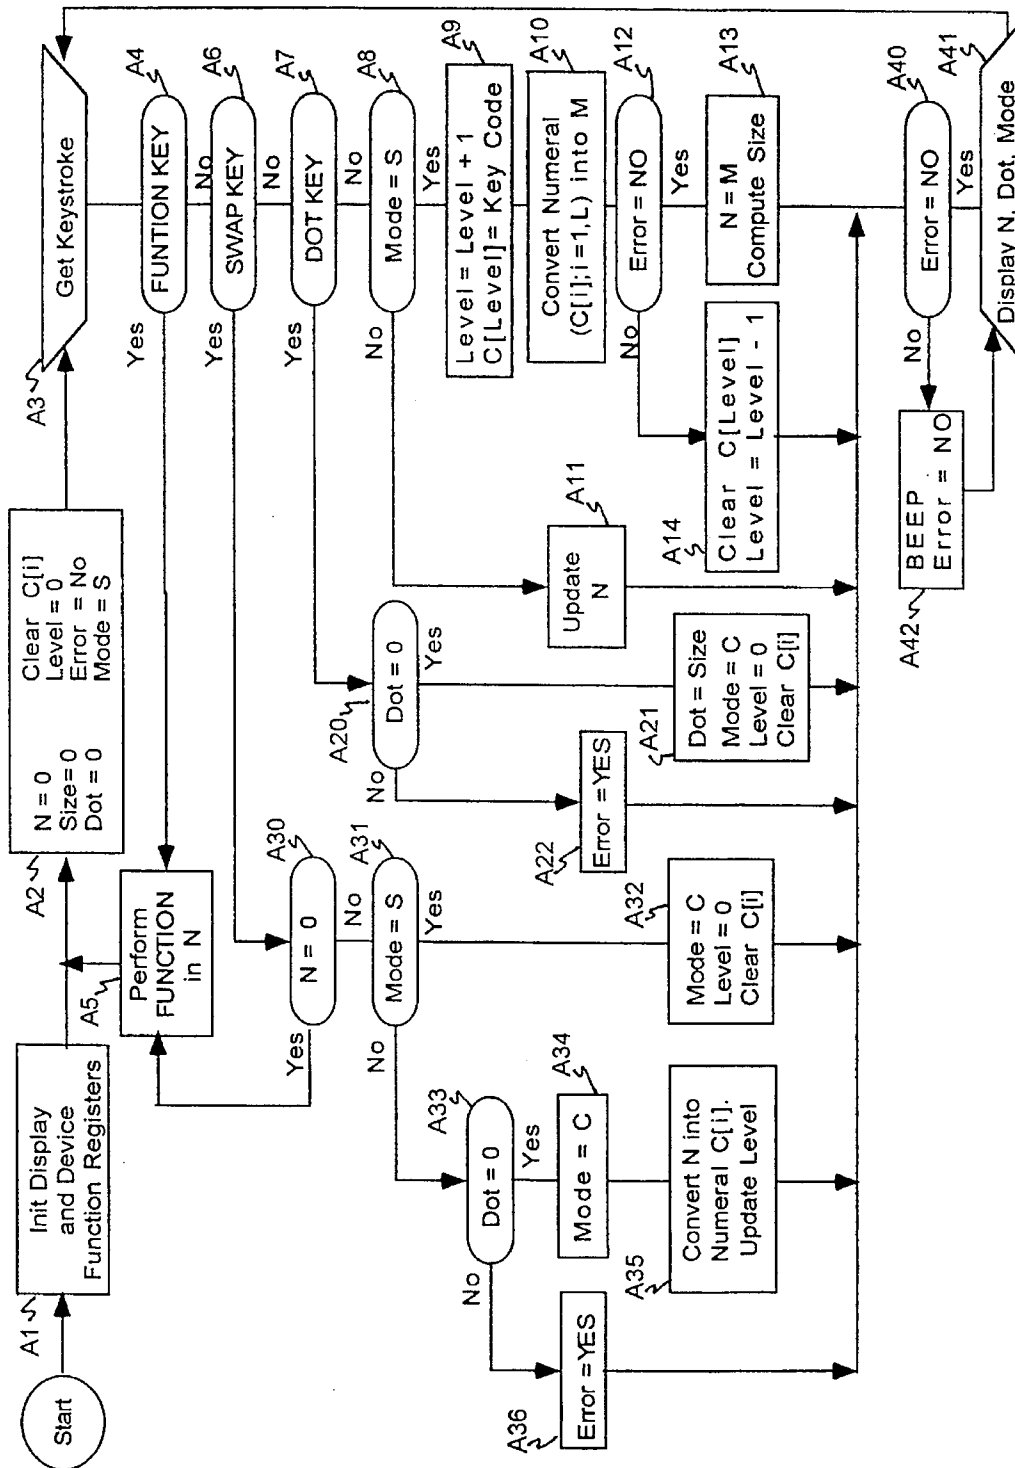 Start
A1
Init Display
and Device
Function Registers
A2
N = 0
Size= 0
Dot = 0
Clear C[i]
Level = 0
Error = No
Mode = S
A3
Get Keystroke
A5
Perform
FUNCTION
in N
A4
FUNTION KEY
Yes
No
A6
SWAP KEY
Yes
No
A7
DOT KEY
Yes
No
A8
Mode = S
No
Yes
A9
Level = Level + 1
C[Level]= Key Code
A10
Convert Numeral
(C[i];i=1,L) into M
A12
Error = NO
No
Yes
A13
N = M
Compute Size
A14
Clear C[Level]
Level = Level - 1
A11
Update
N
A20
Dot = 0
No
Yes
A21
Dot = Size
Mode = C
Level = 0
Clear C[i]
A22
Error =YES
A30
N = 0
Yes
No
A31
Mode = S
No
Yes
A32
Mode = C
Level = 0
Clear C[i]
A33
Dot = 0
No
Yes
A34
Mode = C
A35
Convert N into
Numeral C[i].
Update Level
A36
Error =YES
A40
Error = NO
No
Yes
A42
BEEP
Error = NO
A41
Display N, Dot, Mode